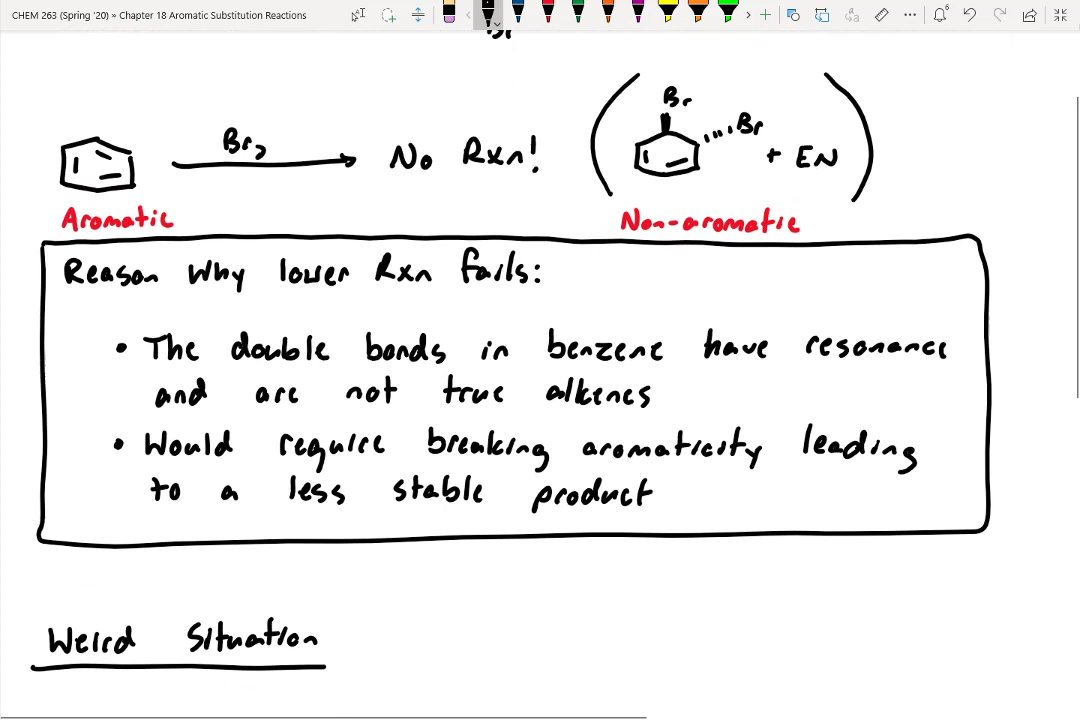 CHEM 263 (Spring '20) » Chapter 18 Aromatic Substitution Reactions
6
Br
Br
Br2 No Rxn! Br
+ EN
Aromatic Non-aromatic
Reason Why lower Rxn fails:
• The double bonds in benzene have resonance
and are not true alkenes
• Would require breaking aromaticity leading
to a less stable product
Weird Situation